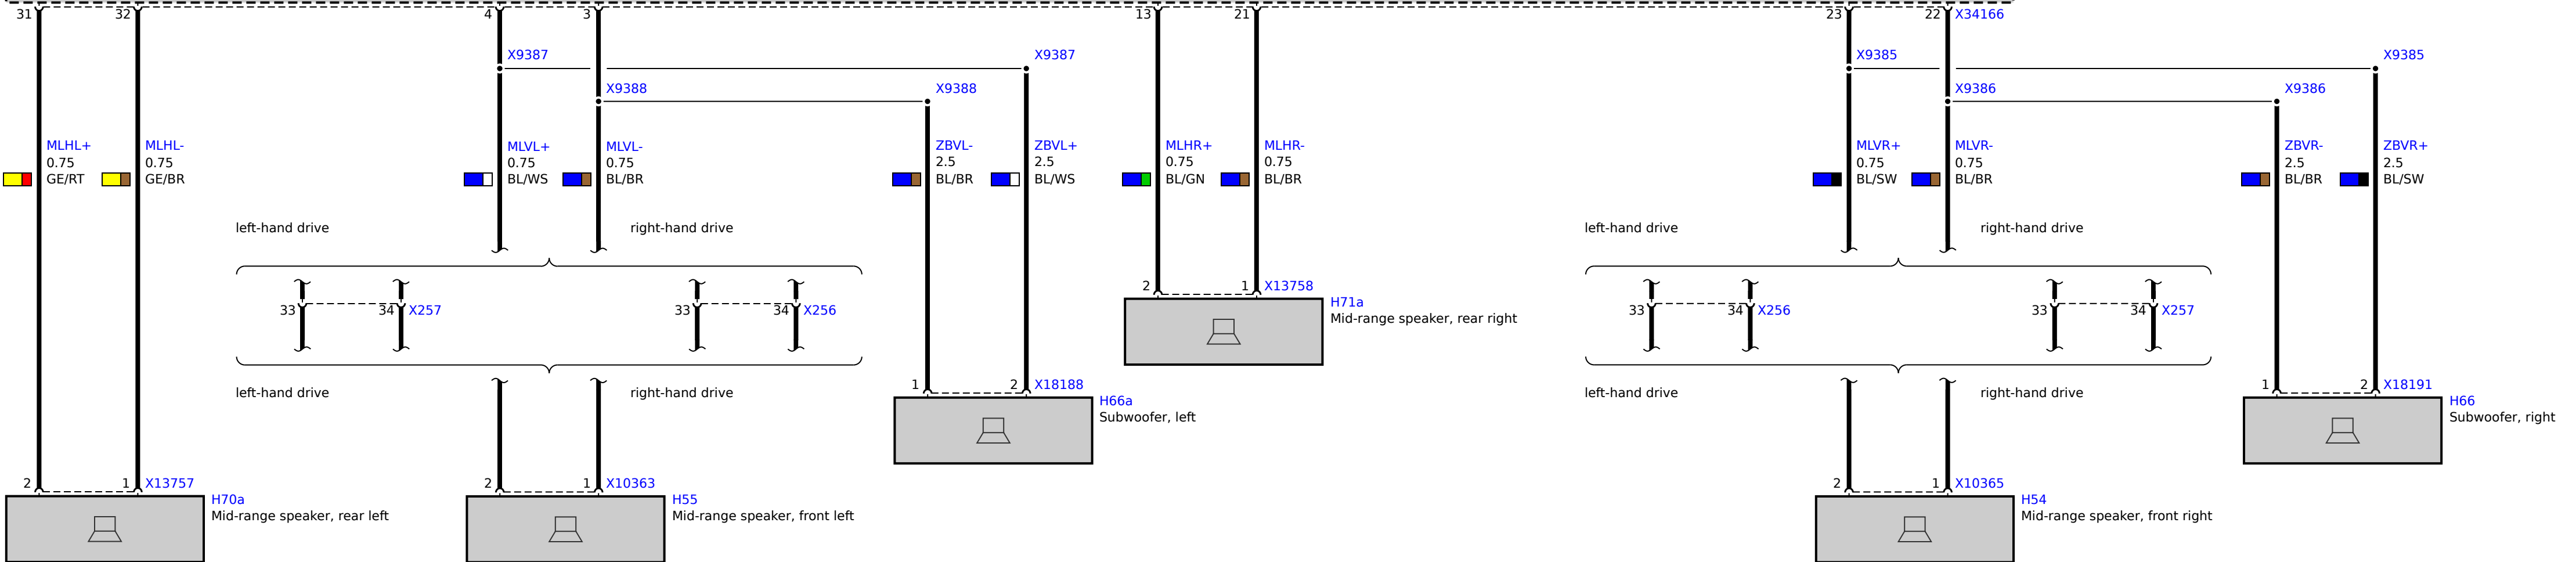 31
32
4
3
13
21
23
22 X34166
X9387
X9387
X9385
X9385
X9388
X9388
X9386
X9386
MLHL+
0.75
GE/RT
MLHL-
0.75
GE/BR
MLVL+
0.75
BL/WS
MLVL-
0.75
BL/BR
ZBVL-
2.5
BL/BR
ZBVL+
2.5
BL/WS
MLHR+
0.75
BL/GN
MLHR-
0.75
BL/BR
MLVR+
0.75
BL/SW
MLVR-
0.75
BL/BR
ZBVR-
2.5
BL/BR
ZBVR+
2.5
BL/SW
left-hand drive
right-hand drive
left-hand drive
right-hand drive
33
34 X257
33
34 X256
33
34 X256
33
34 X257
2
1 X13758
H71a
Mid-range speaker, rear right
left-hand drive
right-hand drive
left-hand drive
right-hand drive
1
2 X18188
H66a
Subwoofer, left
1
2 X18191
H66
Subwoofer, right
2
1 X13757
H70a
Mid-range speaker, rear left
2
1 X10363
H55
Mid-range speaker, front left
2
1 X10365
H54
Mid-range speaker, front right